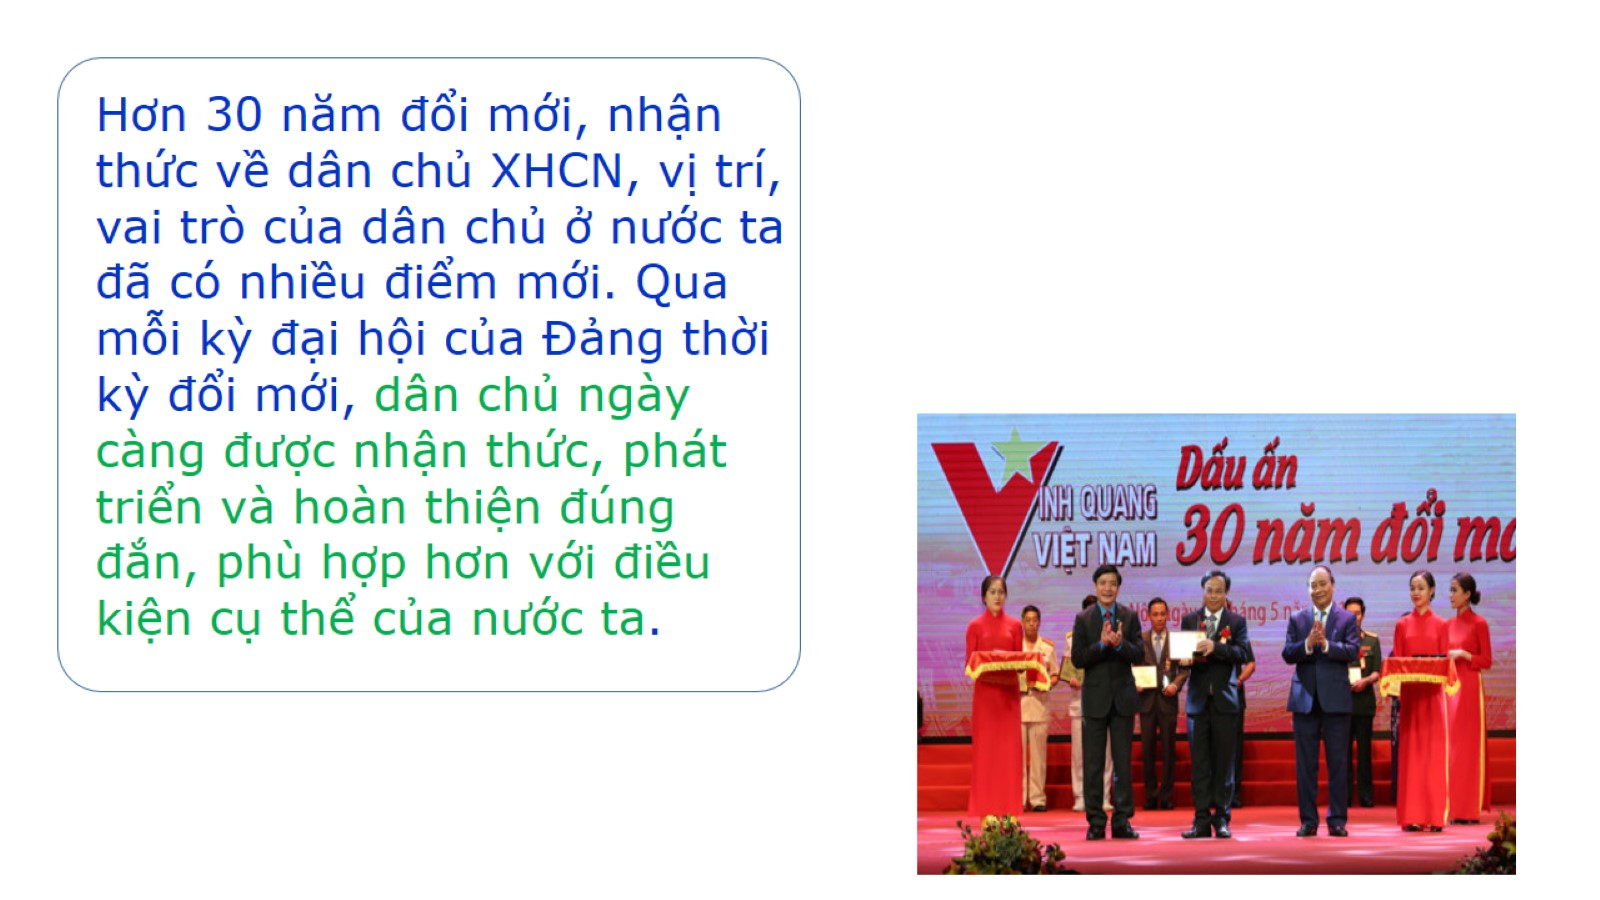 Hơn 30 năm đổi mới, nhận
thức về dân chủ XHCN, vị trí,
vai trò của dân chủ ở nước ta
đã có nhiều điểm mới. Qua
mỗi kỳ đại hội của Đảng thời
kỳ đổi mới, dân chủ ngày
càng được nhận thức, phát
triển và hoàn thiện đúng
đắn, phù hợp hơn với điều
kiện cụ thể của nước ta.
VINH QUANG
VIỆT NAM
Dấu ấn
30 năm đổi
tháng 5